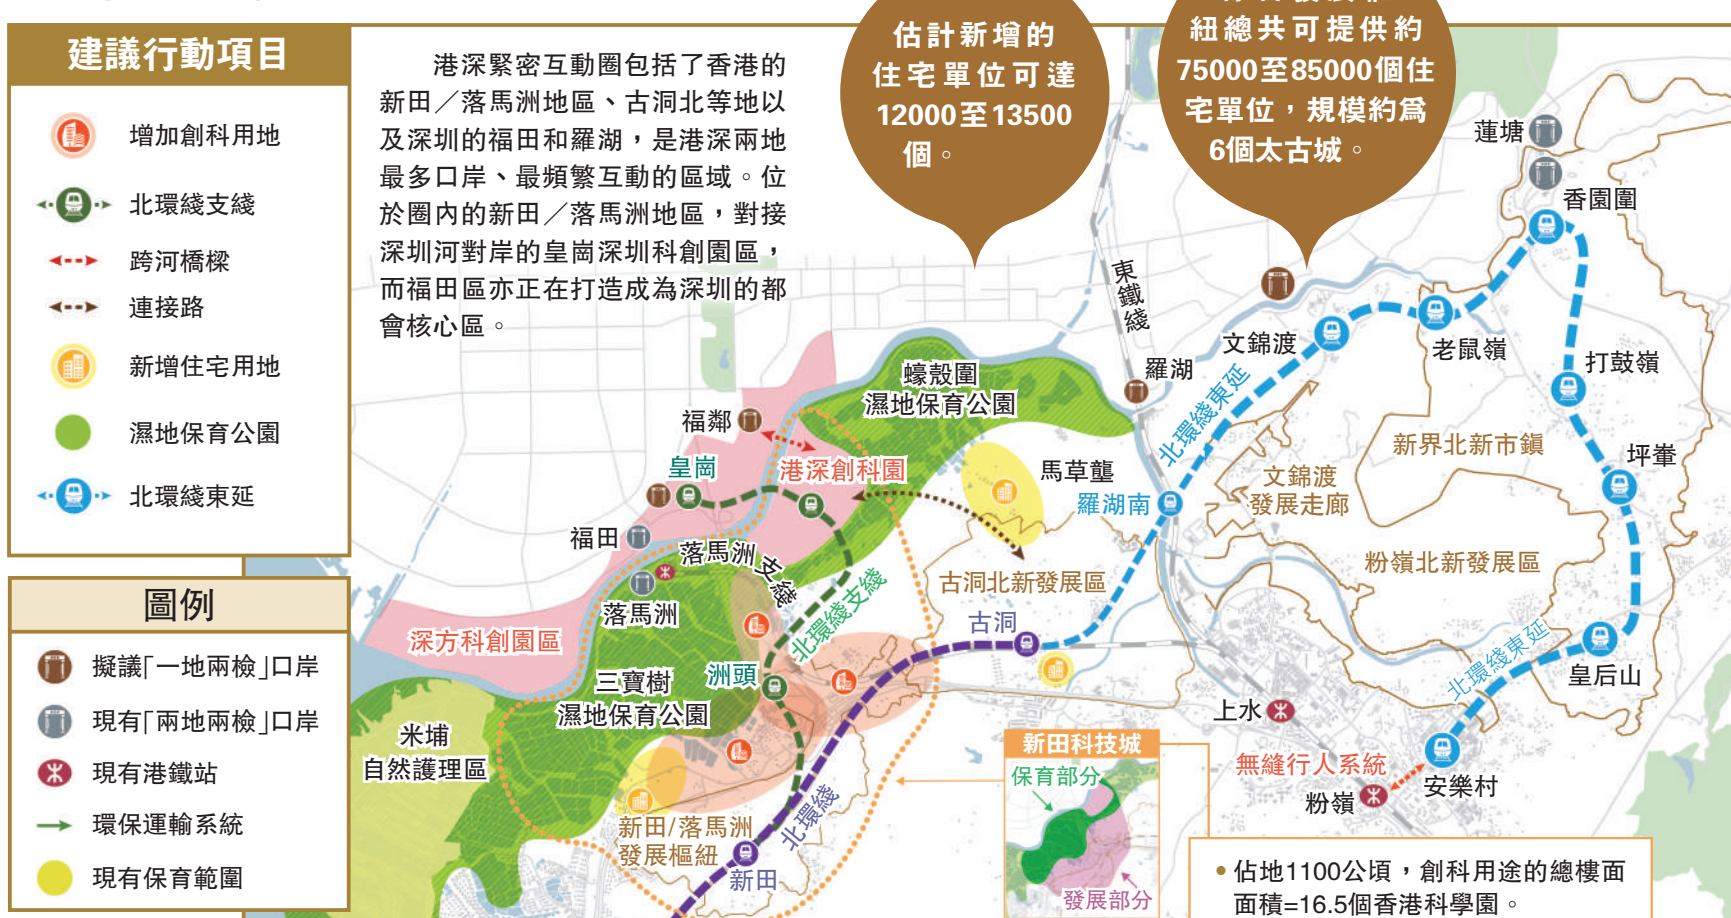 建議行動項目
增加創科用地
北環綫支綫
跨河橋樑
連接路
新增住宅用地
濕地保育公園
北環綫東延
圖例
擬議「一地兩檢」口岸
現有「兩地兩檢」口岸
現有港鐵站
環保運輸系統
現有保育範圍
港深緊密互動圈包括了香港的
新田／落馬洲地區、古洞北等地以
及深圳的福田和羅湖，是港深兩地
最多口岸、最頻繁互動的區域。位
於圈內的新田／落馬洲地區，對接
深圳河對岸的皇崗深圳科創園區，
而福田區亦正在打造成為深圳的都
會核心區。
估計新增的
住宅單位可達
12000至13500
個。
紐總共可提供約
75000至85000個住
宅單位，規模約爲
6個太古城。
蓮塘
香園圍
東鐵綫
文錦渡
老鼠嶺
羅湖
打鼓嶺
北環綫東延
蠔殼圍
濕地保育公園
福鄰
皇崗
港深創科園
馬草壟
羅湖南
文錦渡
發展走廊
新界北新市鎮
坪輋
福田
落馬洲支綫
落馬洲
北環綫支綫
古洞北新發展區
粉嶺北新發展區
深方科創園區
古洞
北環綫東延
皇后山
三寶樹
濕地保育公園
洲頭
上水
米埔
自然護理區
新田科技城
保育部分
發展部分
無縫行人系統
粉嶺
安樂村
新田/落馬洲
發展樞紐
北環綫
新田
• 佔地1100公頃，創科用途的總樓面
面積=16.5個香港科學園。